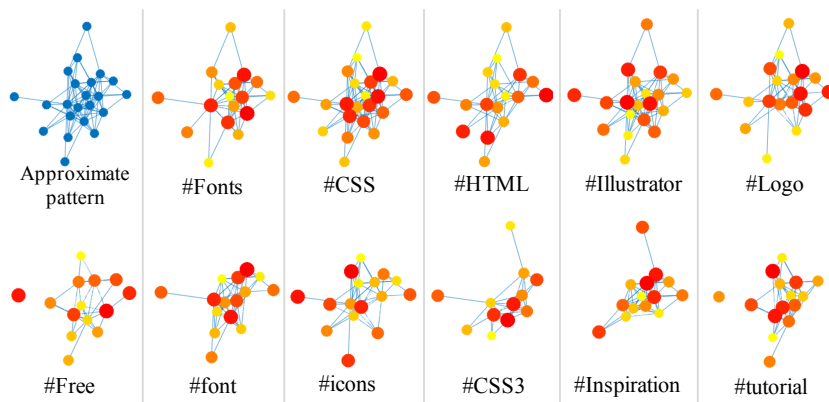 Approximate
pattern
#Fonts
#CSS
#HTML
#Illustrator
#Logo
#Free
#font
#icons
#CSS3
#Inspiration
#tutorial